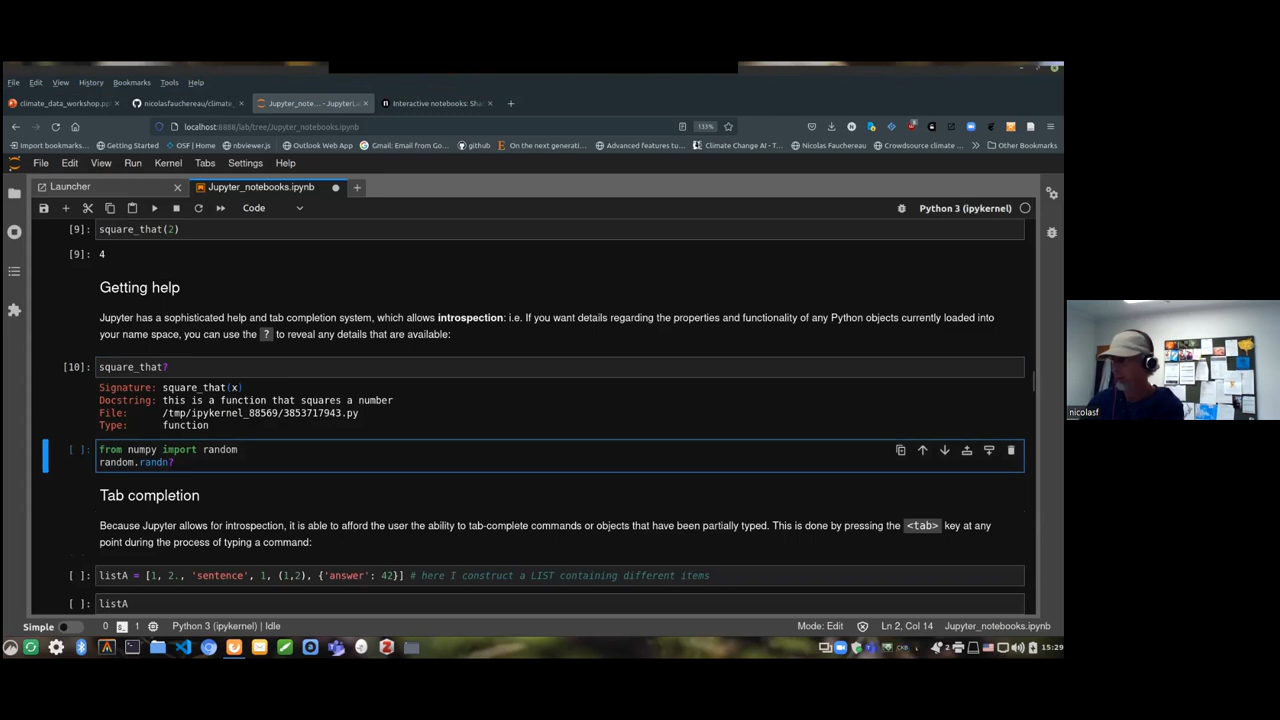 File Edit View History Bookmarks Tools Help
climate_data_workshop.pp
nicolasfauchereau/climate_
Jupyter_note... - JupyterLa
Interactive notebooks: Sha
localhost:8888/lab/tree/Jupyter_notebooks.ipynb
133%
Import bookmarks...
Getting Started
OSF | Home
nbviewer.js
Outlook Web App
Gmail: Email from Go...
github
On the next generati...
Advanced features tu...
Climate Change AI - T...
Nicolas Fauchereau
Crowdsource climate ...
Other Bookmarks
File Edit View Run Kernel Tabs Settings Help
Launcher
Jupyter_notebooks.ipynb
Code
Python 3 (ipykernel)
[9]: square_that(2)
[9]: 4
Getting help
Jupyter has a sophisticated help and tab completion system, which allows introspection: i.e. If you want details regarding the properties and functionality of any Python objects currently loaded into
your name space, you can use the ? to reveal any details that are available:
[10]: square_that?
Signature: square_that(x)
Docstring: this is a function that squares a number
File: /tmp/ipykernel_88569/3853717943.py
Type: function
[ ]: from numpy import random
random.randn?
Tab completion
Because Jupyter allows for introspection, it is able to afford the user the ability to tab-complete commands or objects that have been partially typed. This is done by pressing the <tab> key at any
point during the process of typing a command:
[ ]: listA = [1, 2., 'sentence', 1, (1,2), {'answer': 42}] # here I construct a LIST containing different items
[ ]: listA
Simple 0 1 Python 3 (ipykernel) | Idle
Mode: Edit Ln 2, Col 14 Jupyter_notebooks.ipynb
2 15:29
nicolasf